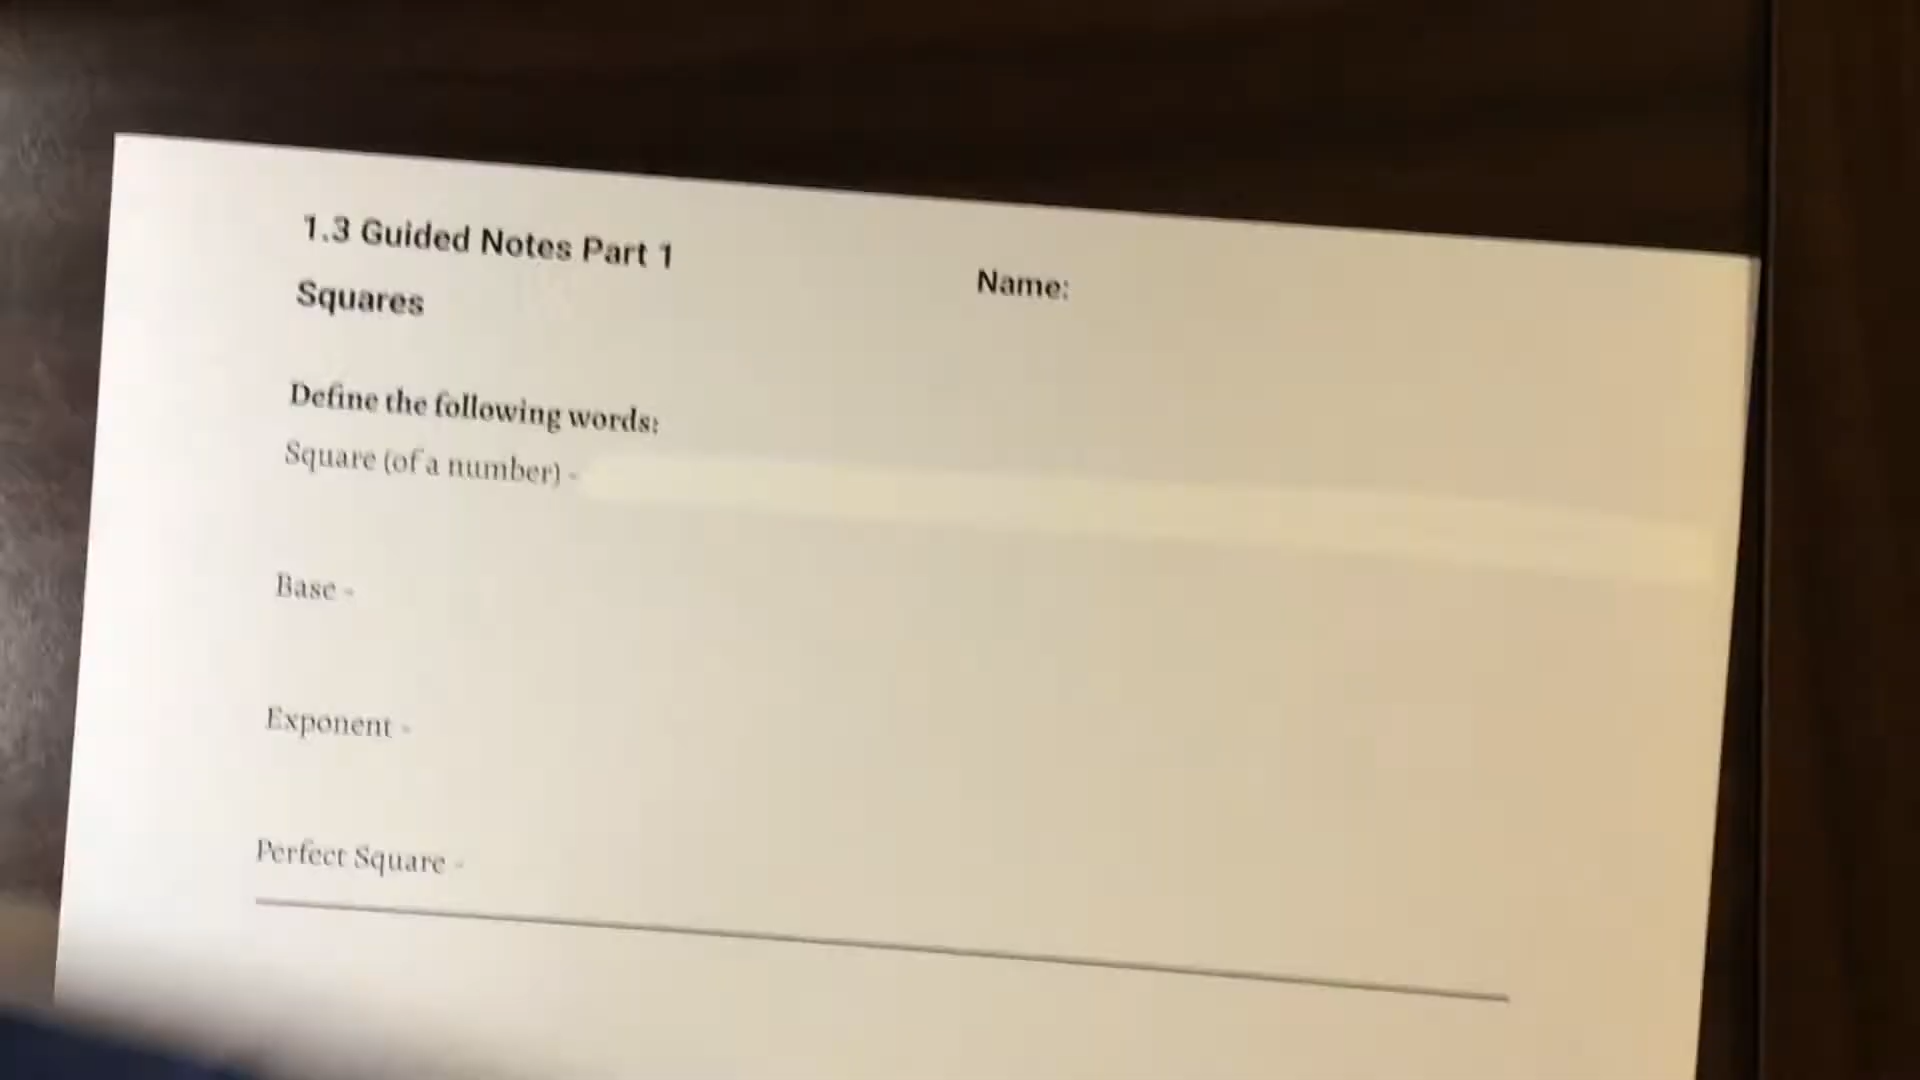 1.3 Guided Notes Part 1
Name:
Squares
Define the following words:
Square (of a number) -
Base -
Exponent -
Perfect Square -